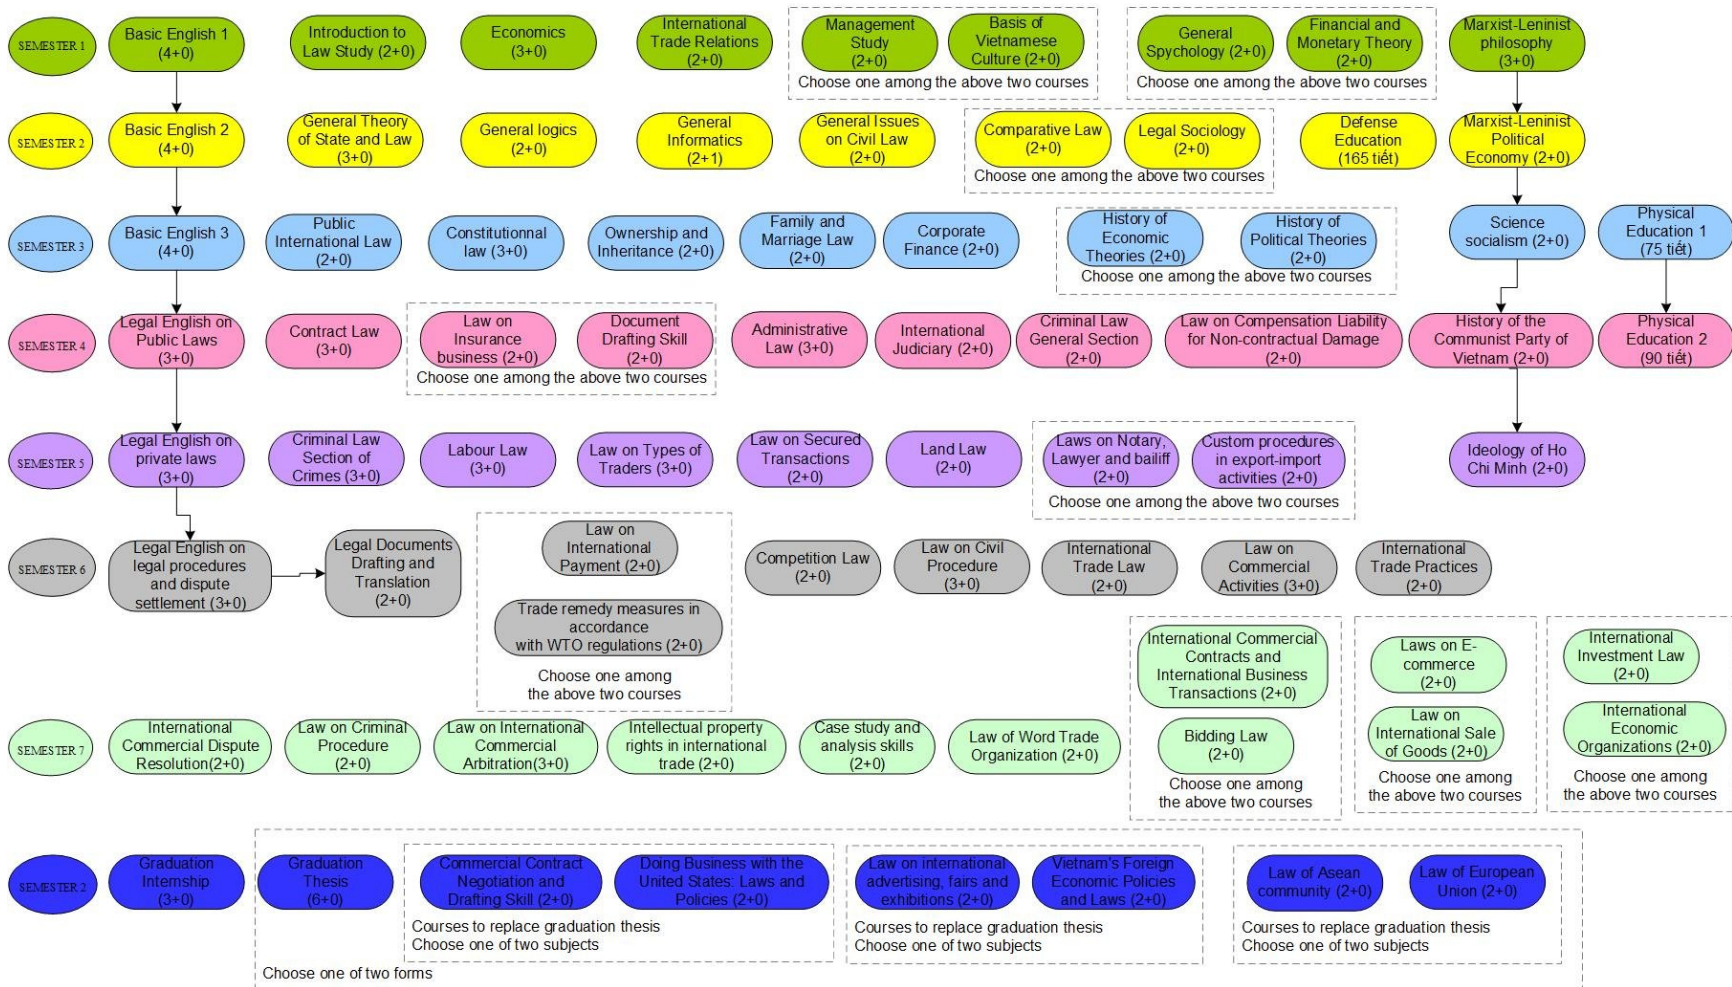 SEMESTER 1
Basic English 1
(4+0)
Introduction to
Law Study (2+0)
Economics
(3+0)
International
Trade Relations
(2+0)
Management
Study
(2+0)
Basis of
Vietnamese
Culture (2+0)
Choose one among the above two courses
General
Spychology (2+0)
Financial and
Monetary Theory
(2+0)
Choose one among the above two courses
Marxist-Leninist
philosophy
(3+0)
SEMESTER 2
Basic English 2
(4+0)
General Theory
of State and Law
(3+0)
General logics
(2+0)
General
Informatics
(2+1)
General Issues
on Civil Law
(2+0)
Comparative Law
(2+0)
Legal Sociology
(2+0)
Choose one among the above two courses
Defense
Education
(165 tiết)
Marxist-Leninist
Political
Economy (2+0)
SEMESTER 3
Basic English 3
(4+0)
Public
International Law
(2+0)
Constitutionnal
law (3+0)
Ownership and
Inheritance (2+0)
Family and
Marriage Law
(2+0)
Corporate
Finance (2+0)
History of
Economic
Theories (2+0)
History of
Political Theories
(2+0)
Choose one among the above two courses
Science
socialism (2+0)
Physical
Education 1
(75 tiết)
SEMESTER 4
Legal English on
Public Laws
(3+0)
Contract Law
(3+0)
Law on
Insurance
business (2+0)
Document
Drafting Skill
(2+0)
Choose one among the above two courses
Administrative
Law (3+0)
International
Judiciary (2+0)
Criminal Law
General Section
(2+0)
Law on Compensation Liability
for Non-contractual Damage
(2+0)
History of the
Communist Party of
Vietnam (2+0)
Physical
Education 2
(90 tiết)
SEMESTER 5
Legal English on
private laws
(3+0)
Criminal Law
Section of
Crimes (3+0)
Labour Law
(3+0)
Law on Types of
Traders (3+0)
Law on Secured
Transactions
(2+0)
Land Law
(2+0)
Laws on Notary,
Lawyer and bailiff
(2+0)
Custom procedures
in export-import
activities (2+0)
Choose one among the above two courses
Ideology of Ho
Chi Minh (2+0)
SEMESTER 6
Legal English on
legal procedures
and dispute
settlement (3+0)
Legal Documents
Drafting and
Translation
(2+0)
Law on
International
Payment (2+0)
Trade remedy measures in
accordance
with WTO regulations (2+0)
Choose one among
the above two courses
Competition Law
(2+0)
Law on Civil
Procedure
(3+0)
International
Trade Law
(2+0)
Law on
Commercial
Activities (3+0)
International
Trade Practices
(2+0)
SEMESTER 7
International
Commercial Dispute
Resolution(2+0)
Law on Criminal
Procedure
(2+0)
Law on International
Commercial
Arbitration(3+0)
Intellectual property
rights in international
trade (2+0)
Case study and
analysis skills
(2+0)
Law of Word Trade
Organization (2+0)
International Commercial
Contracts and
International Business
Transactions (2+0)
Bidding Law
(2+0)
Choose one among
the above two courses
Laws on E-
commerce
(2+0)
Law on
International Sale
of Goods (2+0)
Choose one among
the above two courses
International
Investment Law
(2+0)
International
Economic
Organizations (2+0)
Choose one among
the above two courses
SEMESTER 2
Graduation
Internship
(3+0)
Graduation
Thesis
(6+0)
Commercial Contract
Negotiation and
Drafting Skill (2+0)
Doing Business with the
United States: Laws and
Policies (2+0)
Courses to replace graduation thesis
Choose one of two subjects
Law on international
advertising, fairs and
exhibitions (2+0)
Vietnam's Foreign
Economic Policies
and Laws (2+0)
Courses to replace graduation thesis
Choose one of two subjects
Law of Asean
community (2+0)
Law of European
Union (2+0)
Courses to replace graduation thesis
Choose one of two subjects
Choose one of two forms